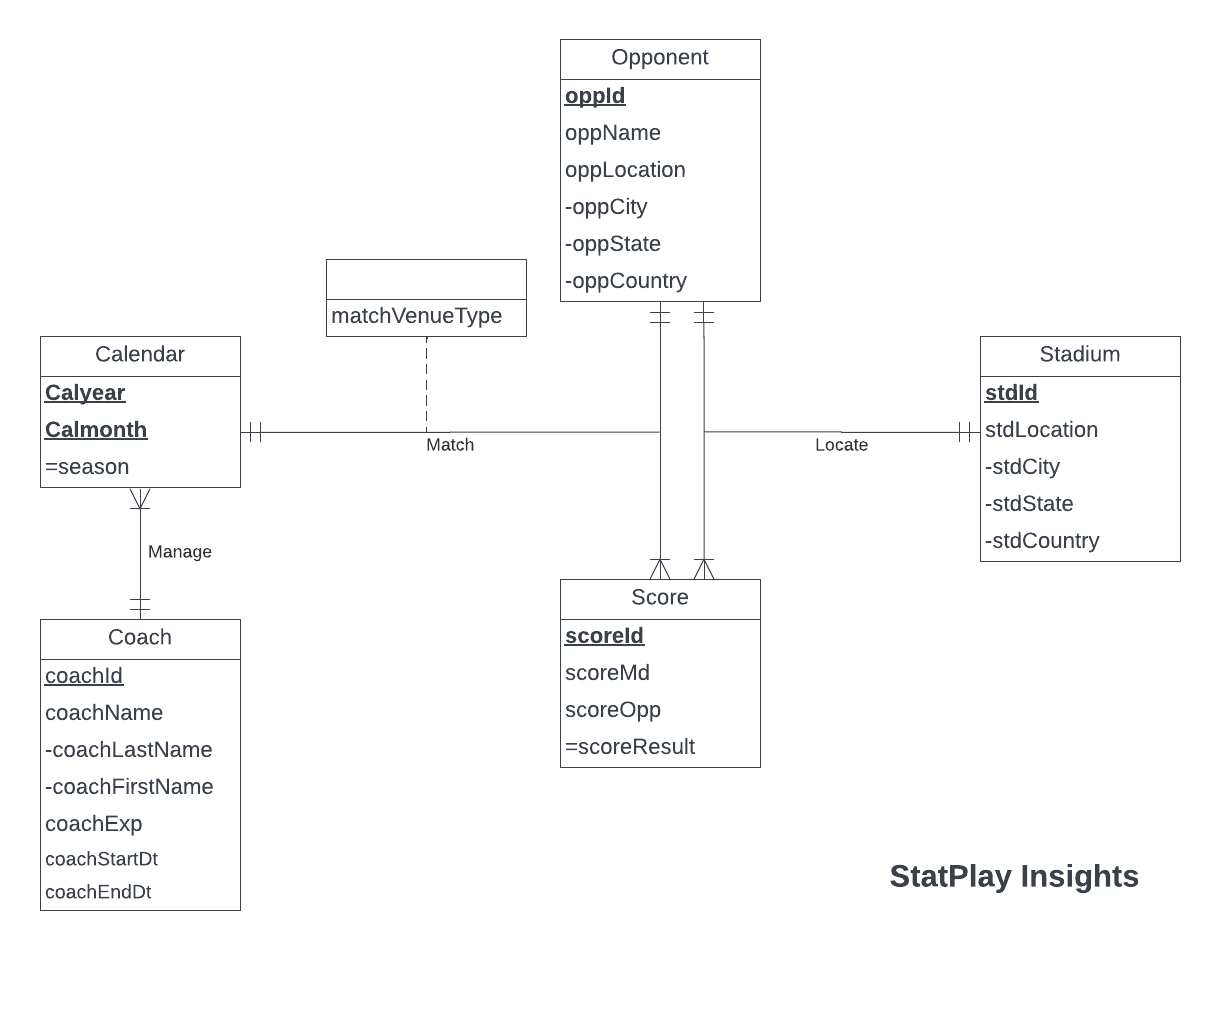 Opponent
oppId
oppName
oppLocation
-oppCity
-oppState
-oppCountry
matchVenueType
Calendar
Calyear
Calmonth
=season
Match
Locate
Stadium
stdId
stdLocation
-stdCity
-stdState
-stdCountry
Manage
Coach
coachId
coachName
-coachLastName
-coachFirstName
coachExp
coachStartDt
coachEndDt
Score
scoreId
scoreMd
scoreOpp
=scoreResult
StatPlay Insights